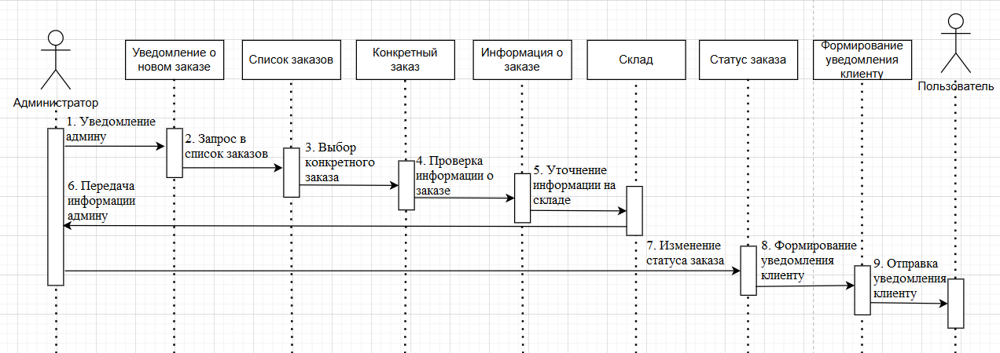 Уведомление о
новом заказе
Список заказов
Конкретный
заказ
Информация о
заказе
Склад
Статус заказа
Формирование
уведомления
клиенту
Администратор
Пользователь
1. Уведомление
админу
2. Запрос в
список заказов
3. Выбор
конкретного
заказа
4. Проверка
информации о
заказе
5. Уточнение
информации на
складе
6. Передача
информации
админу
7. Изменение
статуса заказа
8. Формирование
уведомления
клиенту
9. Отправка
уведомления
клиенту